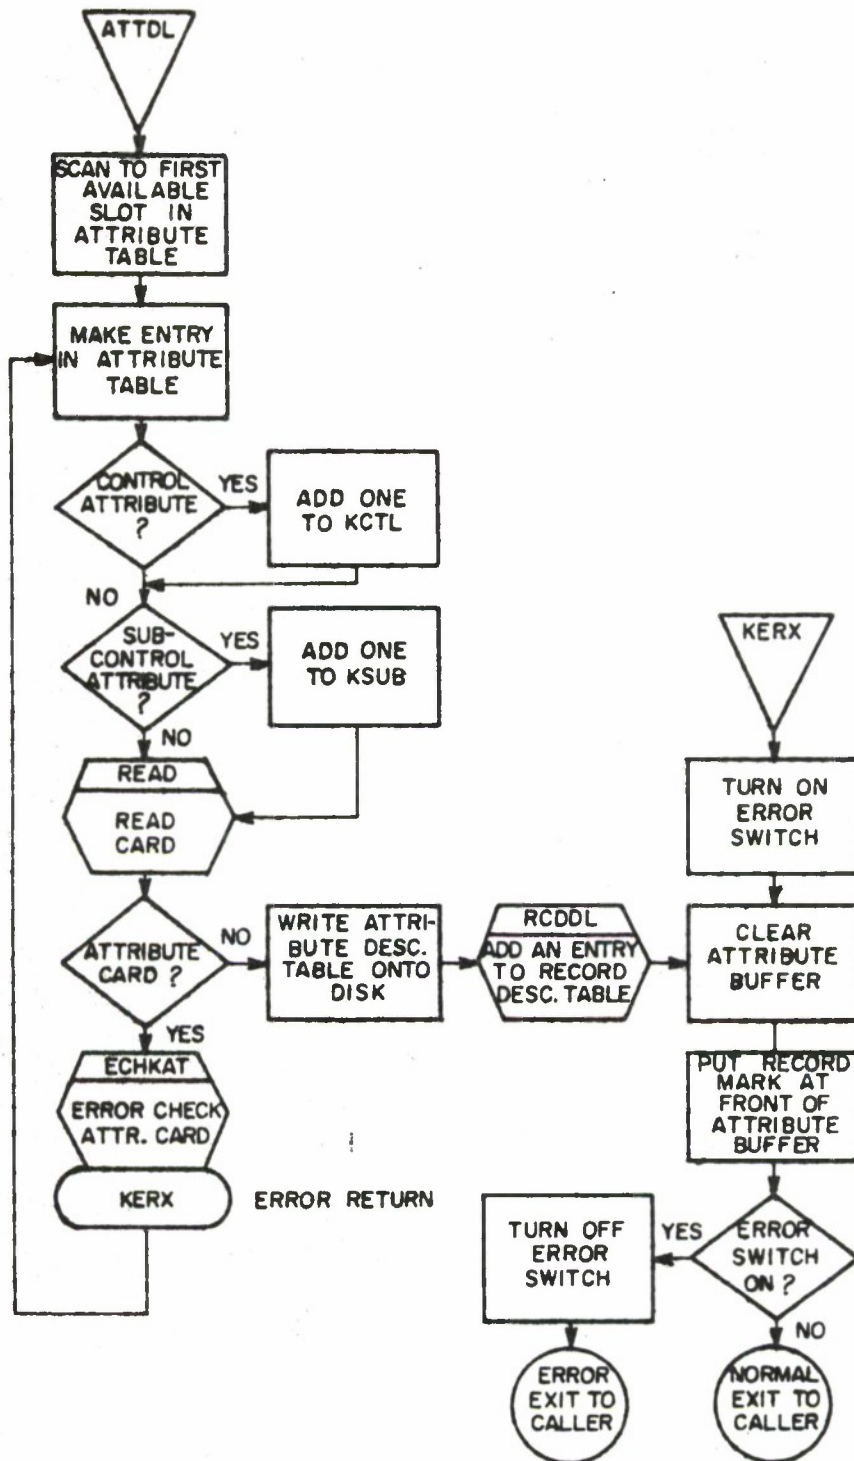 ATTDL
SCAN TO FIRST
AVAILABLE
SLOT IN
ATTRIBUTE
TABLE
MAKE ENTRY
IN ATTRIBUTE
TABLE
CONTROL
ATTRIBUTE
?
YES
ADD ONE
TO KCTL
NO
SUB-
CONTROL
ATTRIBUTE
?
YES
ADD ONE
TO KSUB
NO
READ
READ
CARD
ATTRIBUTE
CARD ?
NO
WRITE ATTRI-
BUTE DESC.
TABLE ONTO
DISK
RCDDL
ADD AN ENTRY
TO RECORD
DESC. TABLE
YES
ECHKAT
ERROR CHECK
ATTR. CARD
KERX
ERROR RETURN
KERX
TURN ON
ERROR
SWITCH
CLEAR
ATTRIBUTE
BUFFER
PUT RECORD
MARK AT
FRONT OF
ATTRIBUTE
BUFFER
ERROR
SWITCH
ON ?
YES
TURN OFF
ERROR
SWITCH
NO
ERROR
EXIT TO
CALLER
NORMAL
EXIT TO
CALLER